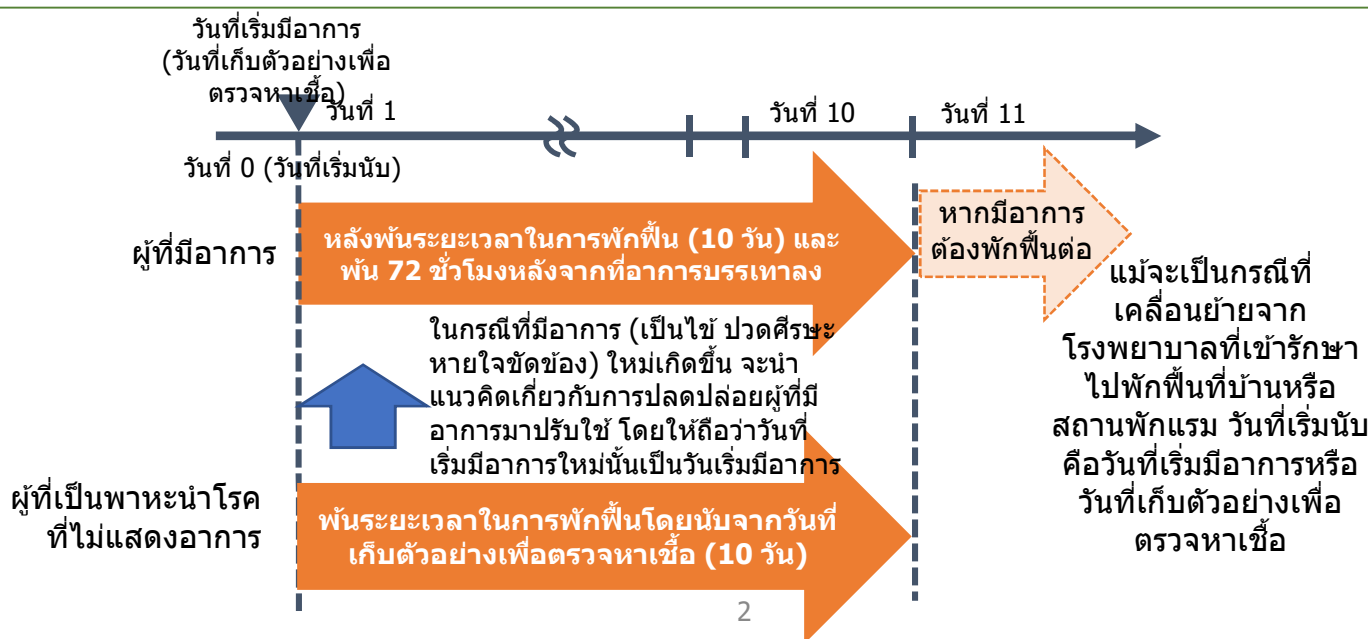 วันที่เริ่มมีอาการ
(วันที่เก็บตัวอย่างเพื่อ
ตรวจหาเชื้อ)
วันที่ 1
วันที่ 10
วันที่ 11
วันที่ 0 (วันที่เริ่มนับ)
ผู้ที่มีอาการ
หลังพ้นระยะเวลาในการพักฟื้น (10 วัน) และ
พ้น 72 ชั่วโมงหลังจากที่อาการบรรเทาลง
หากมีอาการ
ต้องพักฟื้นต่อ
ในกรณีที่มีอาการ (เป็นไข้ ปวดศีรษะ
หายใจขัดข้อง) ใหม่เกิดขึ้น จะนำ
แนวคิดเกี่ยวกับการปลดปล่อยผู้ที่มี
อาการมาปรับใช้ โดยให้ถือว่าวันที่
เริ่มมีอาการใหม่นั้นเป็นวันเริ่มมีอาการ
แม้จะเป็นกรณีที่
เคลื่อนย้ายจาก
โรงพยาบาลที่เข้ารักษา
ไปพักฟื้นที่บ้านหรือ
สถานพักแรม วันที่เริ่มนับ
คือวันที่เริ่มมีอาการหรือ
วันที่เก็บตัวอย่างเพื่อ
ตรวจหาเชื้อ
ผู้ที่เป็นพาหะนำโรค
ที่ไม่แสดงอาการ
พ้นระยะเวลาในการพักฟื้นโดยนับจากวันที่
เก็บตัวอย่างเพื่อตรวจหาเชื้อ (10 วัน)
2